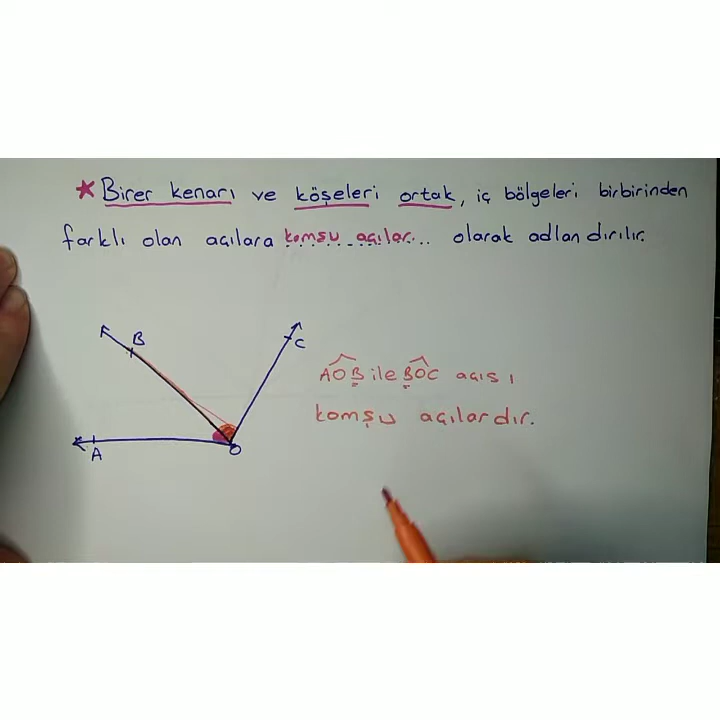 ★ Birer kenarı ve köşeleri ortak, iç bölgeleri birbirinden
farklı olan açılara komşu açılar... olarak adlandırılır.
B
C
AOB ile BOC açısı
komşu açılardır.
A
O